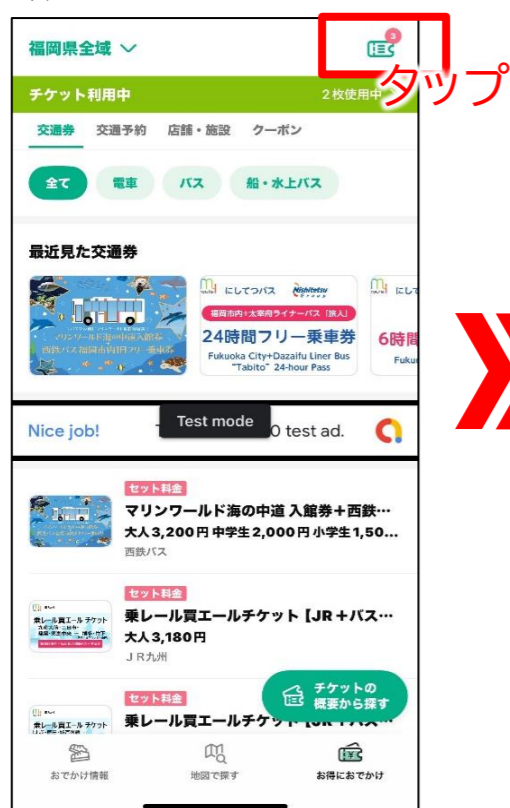 福岡県全域
3
タップ
チケット利用中
2枚使用中
交通券 交通予約 店舗・施設 クーポン
全て 電車 バス 船・水上バス
最近見た交通券
マリンワールド海の中道入館券
西鉄バス福岡市内1日フリー乗車券
にしてつバス Nishitetsu Group
福岡市内+太宰府ライナーバス「旅人」
24時間フリー乗車券
Fukuoka City+Dazaifu Liner Bus
"Tabito" 24-hour Pass
にして
6時間
Fukuo
Nice job!
Test mode
0 test ad.
セット料金
マリンワールド海の中道 入館券+西鉄…
大人3,200円 中学生2,000円 小学生1,50...
西鉄バス
セット料金
乗レール買エールチケット【JR+バス…
大人3,180円
JR九州
乗レール買エール チケット
セット料金
乗レール買エールチケット【JR+バス…
乗レール買エール チケット
チケットの
概要から探す
おでかけ情報 地図で探す お得におでかけ